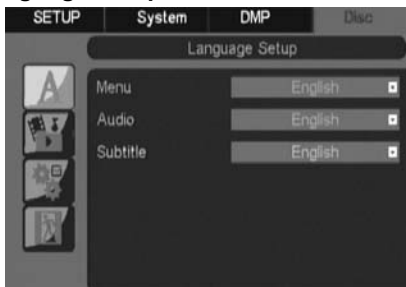 SETUP System DMP Disc
Language Setup
A
Menu English
Audio English
Subtitle English